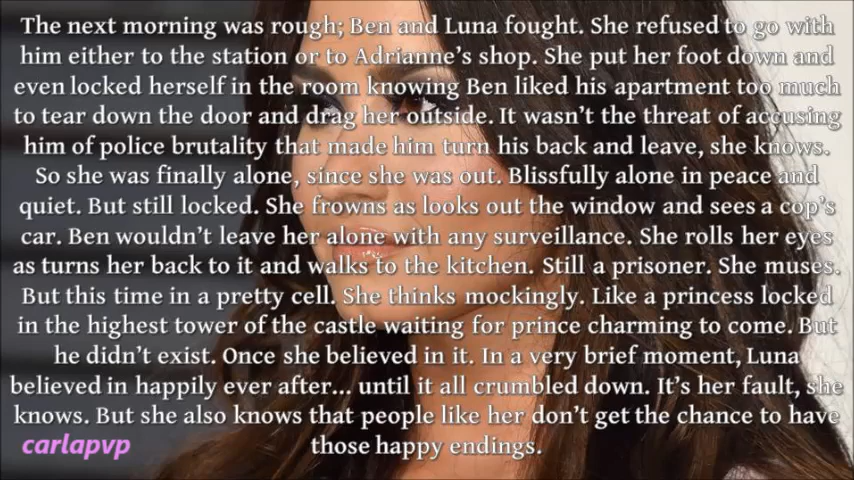 The next morning was rough; Ben and Luna fought. She refused to go with
him either to the station or to Adrianne's shop. She put her foot down and
even locked herself in the room knowing Ben liked his apartment too much
to tear down the door and drag her outside. It wasn't the threat of accusing
him of police brutality that made him turn his back and leave, she knows.
So she was finally alone, since she was out. Blissfully alone in peace and
quiet. But still locked. She frowns as looks out the window and sees a cop's
car. Ben wouldn't leave her alone with any surveillance. She rolls her eyes
as turns her back to it and walks to the kitchen. Still a prisoner. She muses.
But this time in a pretty cell. She thinks mockingly. Like a princess locked
in the highest tower of the castle waiting for prince charming to come. But
he didn't exist. Once she believed in it. In a very brief moment, Luna
believed in happily ever after... until it all crumbled down. It's her fault, she
knows. But she also knows that people like her don't get the chance to have
those happy endings.
carlapvp